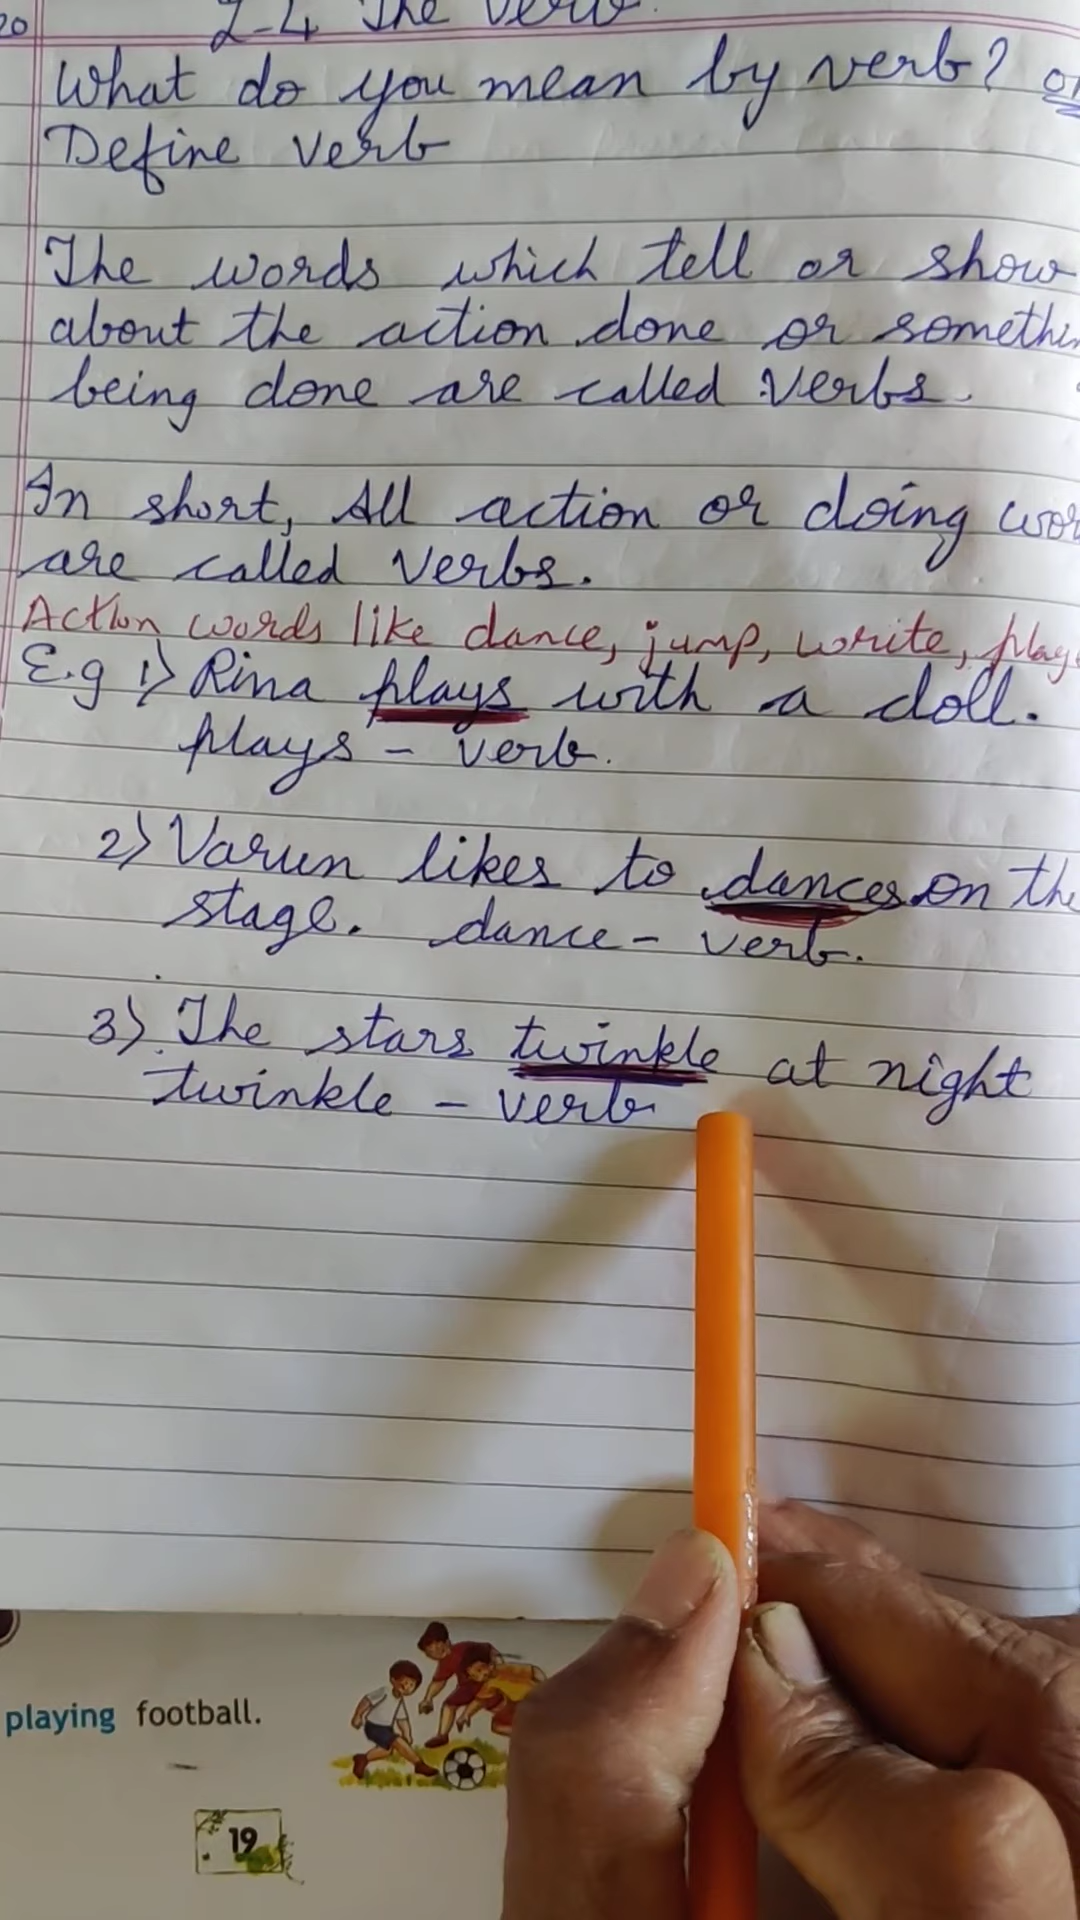 20
2-4 The Verb.
What do you mean by verb? or
Define verb
The words which tell or show
about the action done or somethin
being done are called Verbs.
In short, All action or doing wor
are called Verbs.
Action words like dance, jump, write, play
E.g 1) Rina plays with a doll.
plays - verb.
2) Varun likes to dances on the
stage. dance - verb.
3) The stars twinkle at night
twinkle - verb
playing football.
19